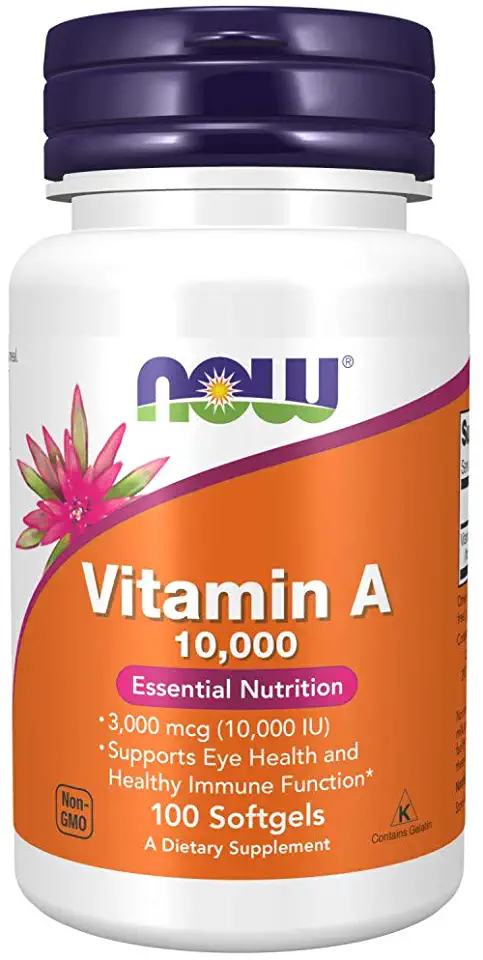 NOW®
Vitamin A
10,000
Essential Nutrition
• 3,000 mcg (10,000 IU)
• Supports Eye Health and
Healthy Immune Function*
100 Softgels
A Dietary Supplement
Non-
GMO
K
Contains Gelatin